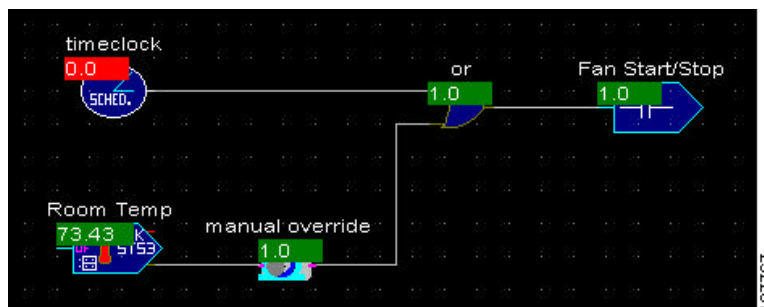 timeclock
0.0
SCHED.
or
1.0
Fan Start/Stop
1.0
Room Temp
73.43
K
ST53
manual override
1.0